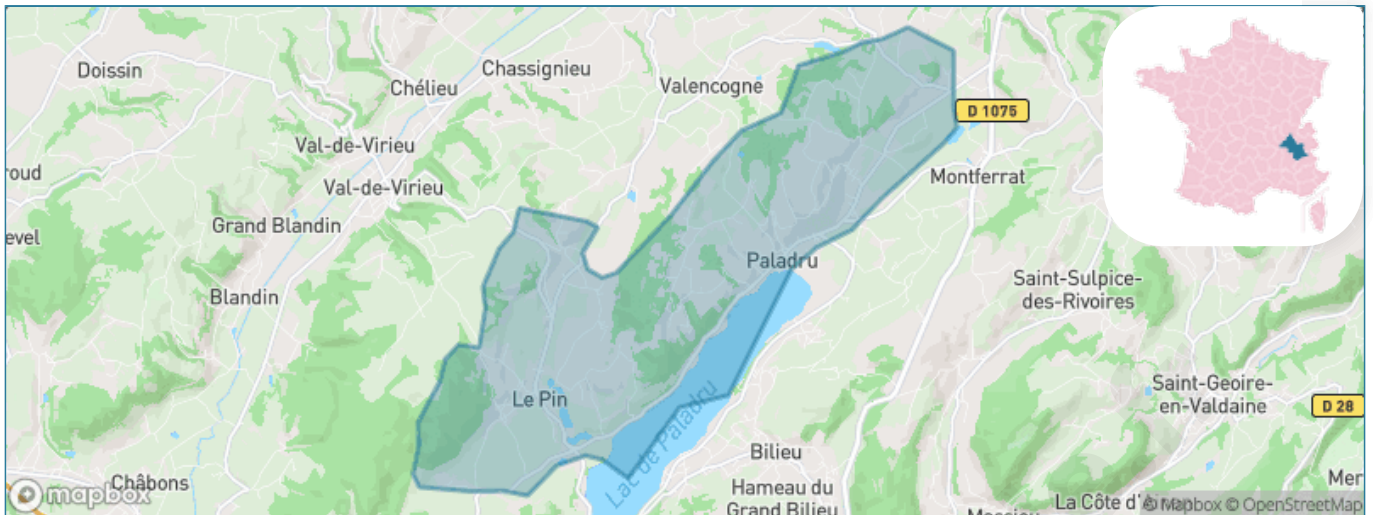 Doissin
Chassignieu
Chélieu
Valencogne
D 1075
Val-de-Virieu
roud
Montferrat
Val-de-Virieu
Grand Blandin
evel
Paladru
Saint-Sulpice-
des-Rivoires
Blandin
Le Pin
Saint-Geoire-
en-Valdaine
D 28
Lac de Paladru
Bilieu
Châbons
Mer
Hameau du
Grand Bilieu
La Côte d'A
mapbox
© Mapbox © OpenStreetMap